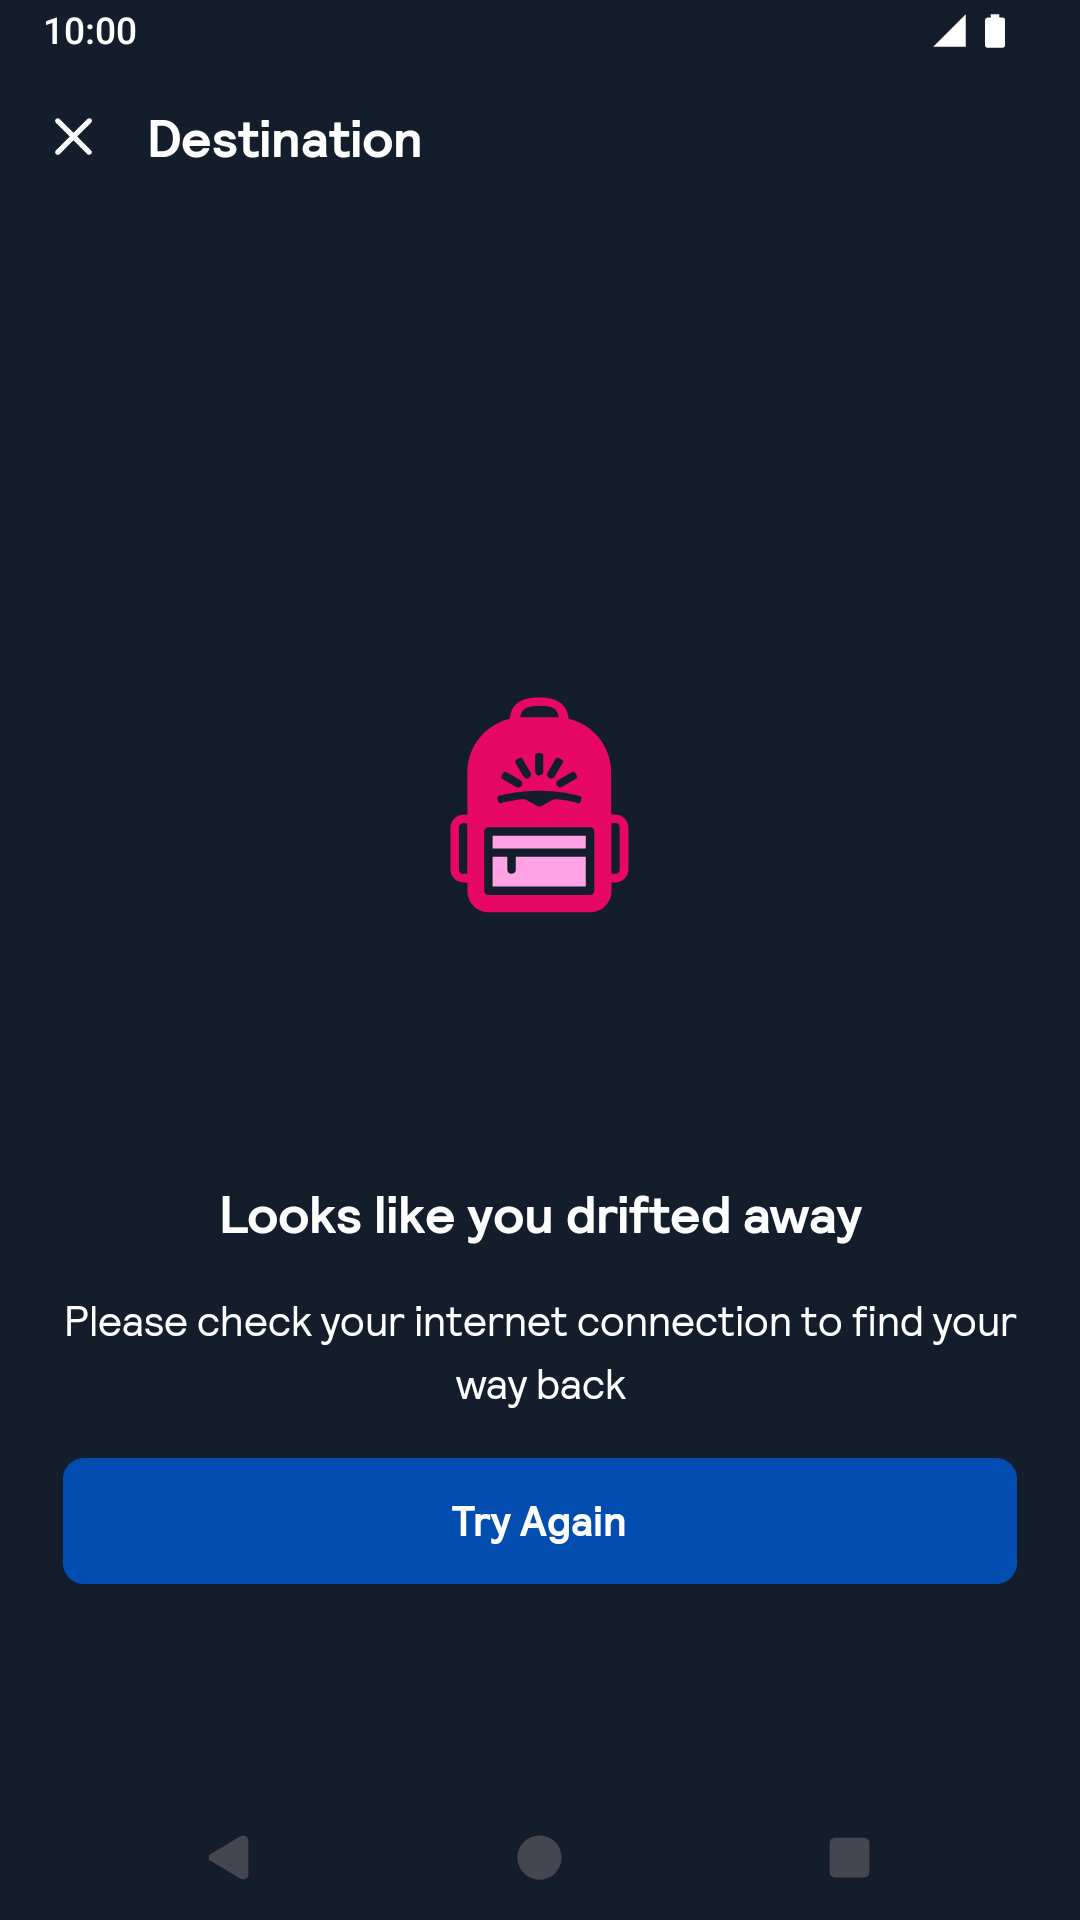 10:00
Destination
Looks like you drifted away
Please check your internet connection to find your
way back
Try Again